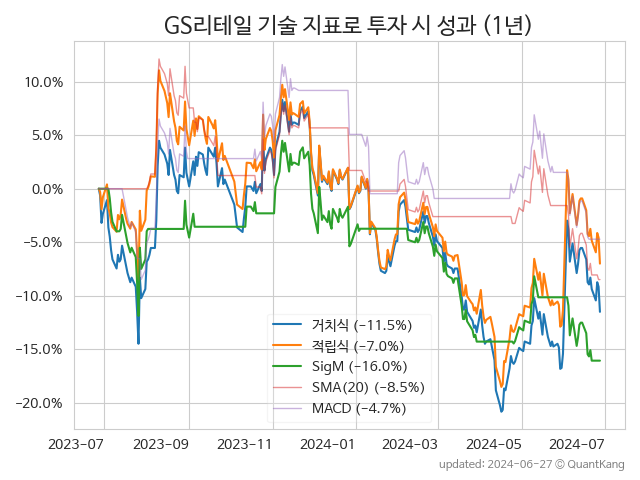 GS리테일 기술 지표로 투자 시 성과 (1년)
10.0%
5.0%
0.0%
−5.0%
−10.0%
−15.0%
−20.0%
거치식 (−11.5%)
적립식 (−7.0%)
SigM (−16.0%)
SMA(20) (−8.5%)
MACD (−4.7%)
2023-07 2023-09 2023-11 2024-01 2024-03 2024-05 2024-07
updated: 2024-06-27 © QuantKang